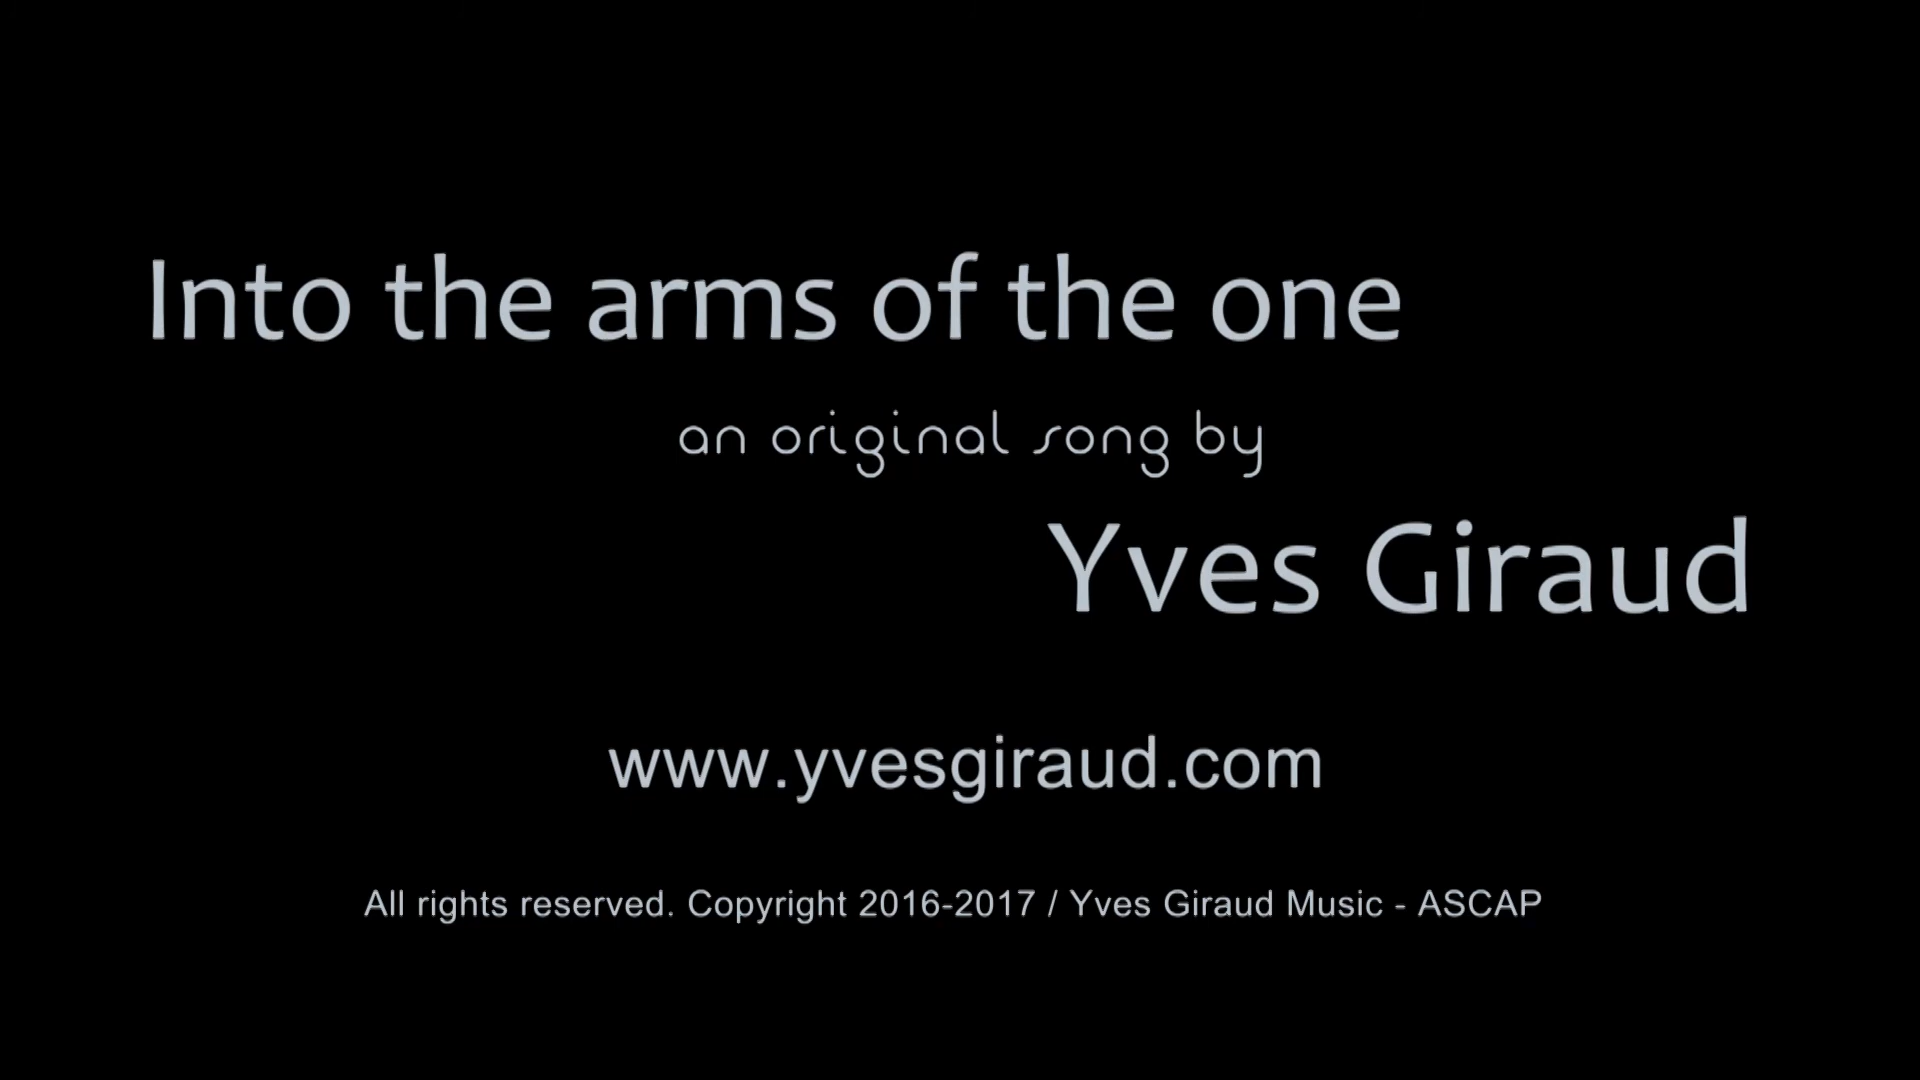 Into the arms of the one
an original song by
Yves Giraud
www.yvesgiraud.com
All rights reserved. Copyright 2016-2017 / Yves Giraud Music - ASCAP